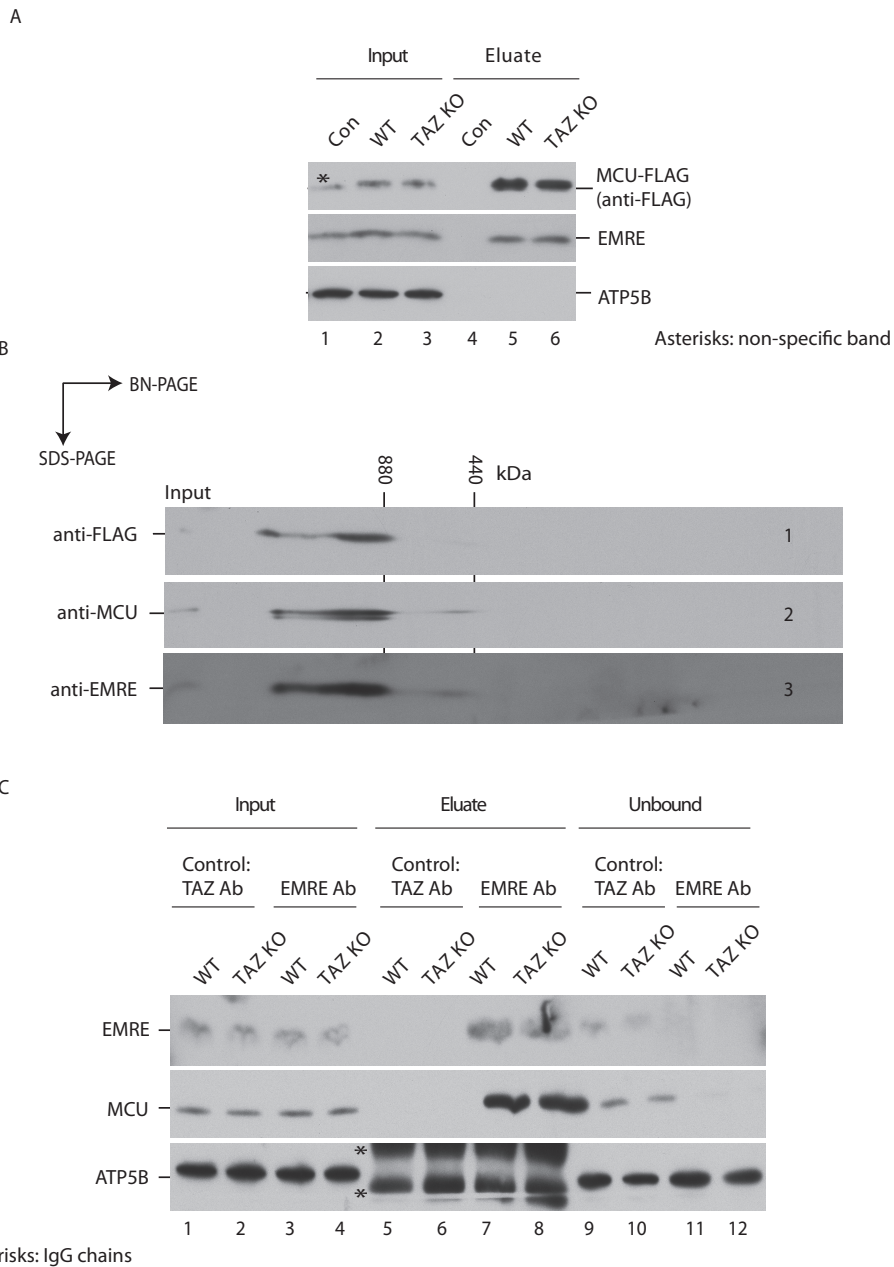 A
Input Eluate
Con WT TAZ KO Con WT TAZ KO
*
MCU-FLAG
(anti-FLAG)
EMRE
ATP5B
1 2 3 4 5 6
Asterisks: non-specific band
B
BN-PAGE
SDS-PAGE
Input
880 440 kDa
anti-FLAG 1
anti-MCU 2
anti-EMRE 3
C
Input Eluate Unbound
Control: Control: Control:
TAZ Ab EMRE Ab TAZ Ab EMRE Ab TAZ Ab EMRE Ab
WT TAZ KO WT TAZ KO WT TAZ KO WT TAZ KO WT TAZ KO WT TAZ KO
EMRE
MCU
*
ATP5B
*
1 2 3 4 5 6 7 8 9 10 11 12
risks: IgG chains